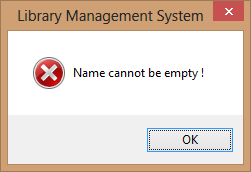 Library Management System
Name cannot be empty !
OK